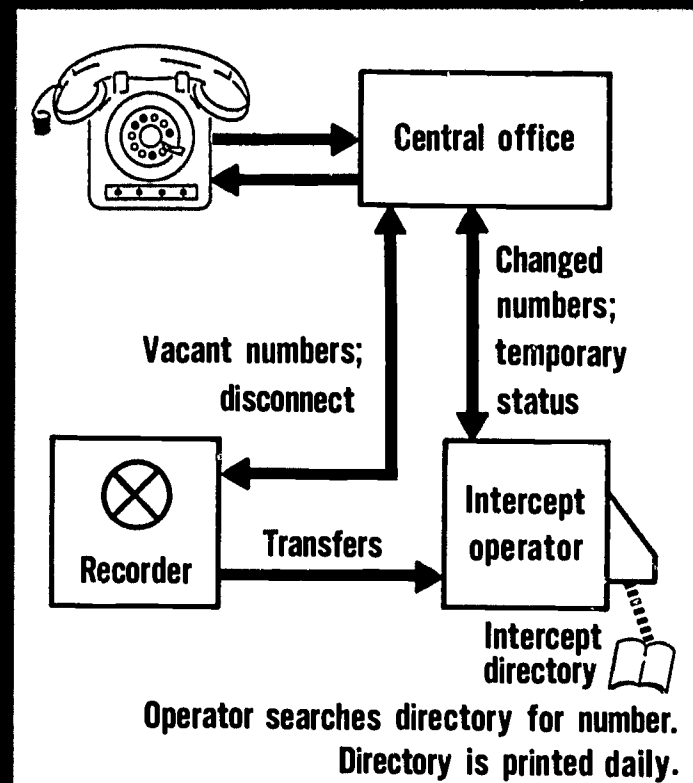 Central office
Changed
numbers;
temporary
status
Vacant numbers;
disconnect
Recorder
Transfers
Intercept
operator
Intercept
directory
Operator searches directory for number.
Directory is printed daily.